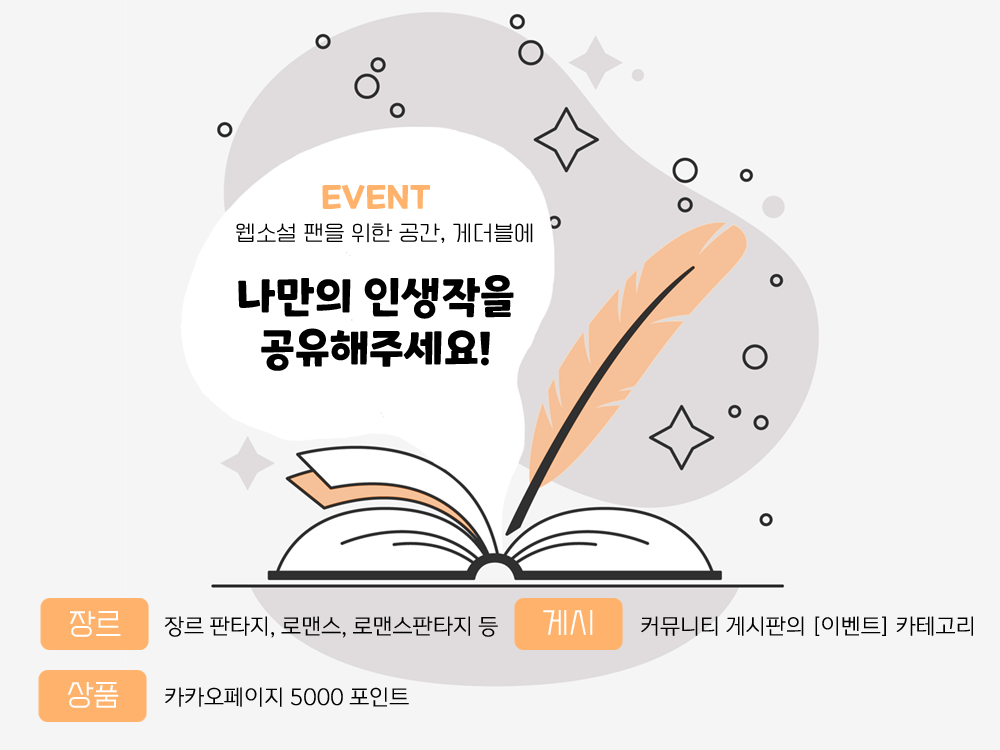 EVENT
웹소설 팬을 위한 공간, 게더블에
나만의 인생작을
공유해주세요!
장르 장르 판타지, 로맨스, 로맨스판타지 등 게시 커뮤니티 게시판의 [이벤트] 카테고리
상품 카카오페이지 5000 포인트